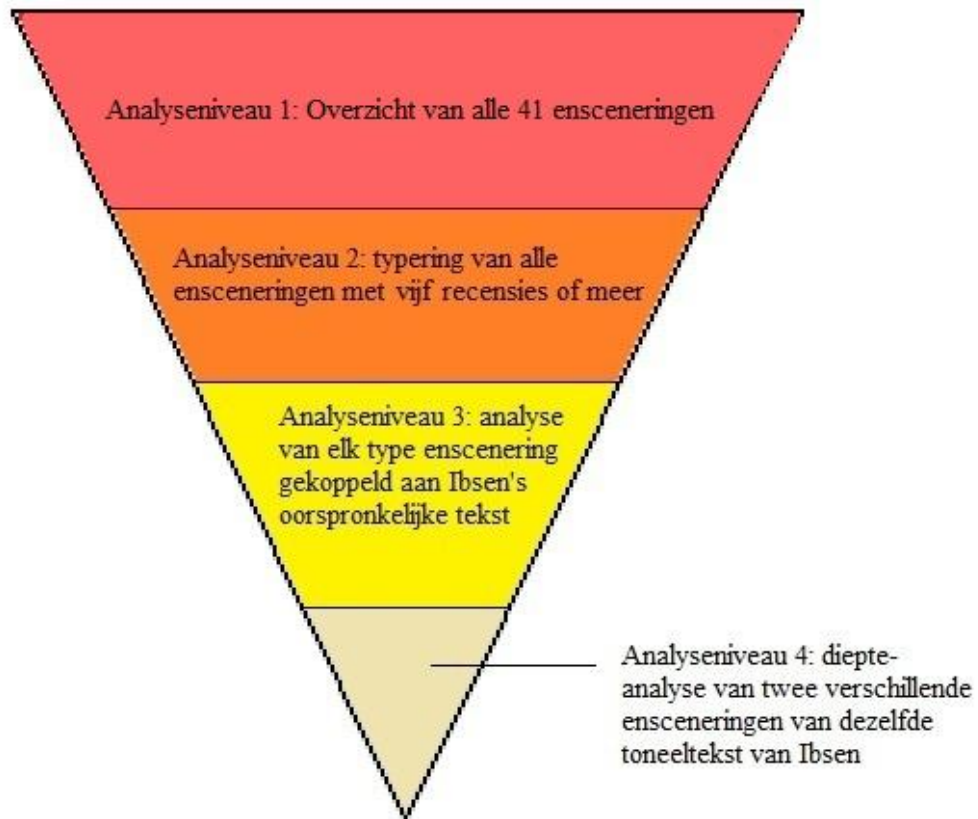 Analyseniveau 1: Overzicht van alle 41 ensceneringen
Analyseniveau 2: typering van alle
ensceneringen met vijf recensies of meer
Analyseniveau 3: analyse
van elk type enscenering
gekoppeld aan Ibsen's
oorspronkelijke tekst
Analyseniveau 4: diepte-
analyse van twee verschillende
ensceneringen van dezelfde
toneeltekst van Ibsen